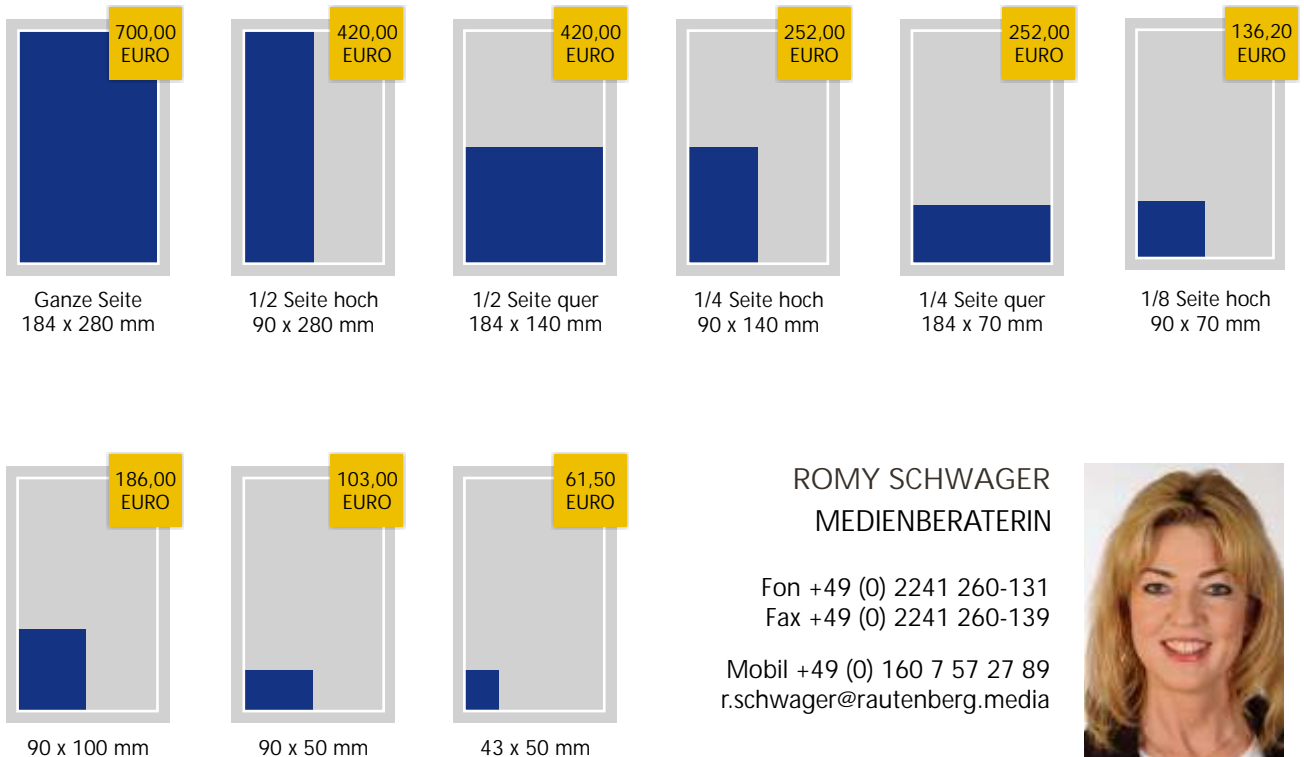 700,00
EURO
420,00
EURO
420,00
EURO
252,00
EURO
252,00
EURO
136,20
EURO
Ganze Seite
184 x 280 mm
1/2 Seite hoch
90 x 280 mm
1/2 Seite quer
184 x 140 mm
1/4 Seite hoch
90 x 140 mm
1/4 Seite quer
184 x 70 mm
1/8 Seite hoch
90 x 70 mm
186,00
EURO
103,00
EURO
61,50
EURO
90 x 100 mm
90 x 50 mm
43 x 50 mm
ROMY SCHWAGER
MEDIENBERATERIN
Fon +49 (0) 2241 260-131
Fax +49 (0) 2241 260-139
Mobil +49 (0) 160 7 57 27 89
r.schwager@rautenberg.media